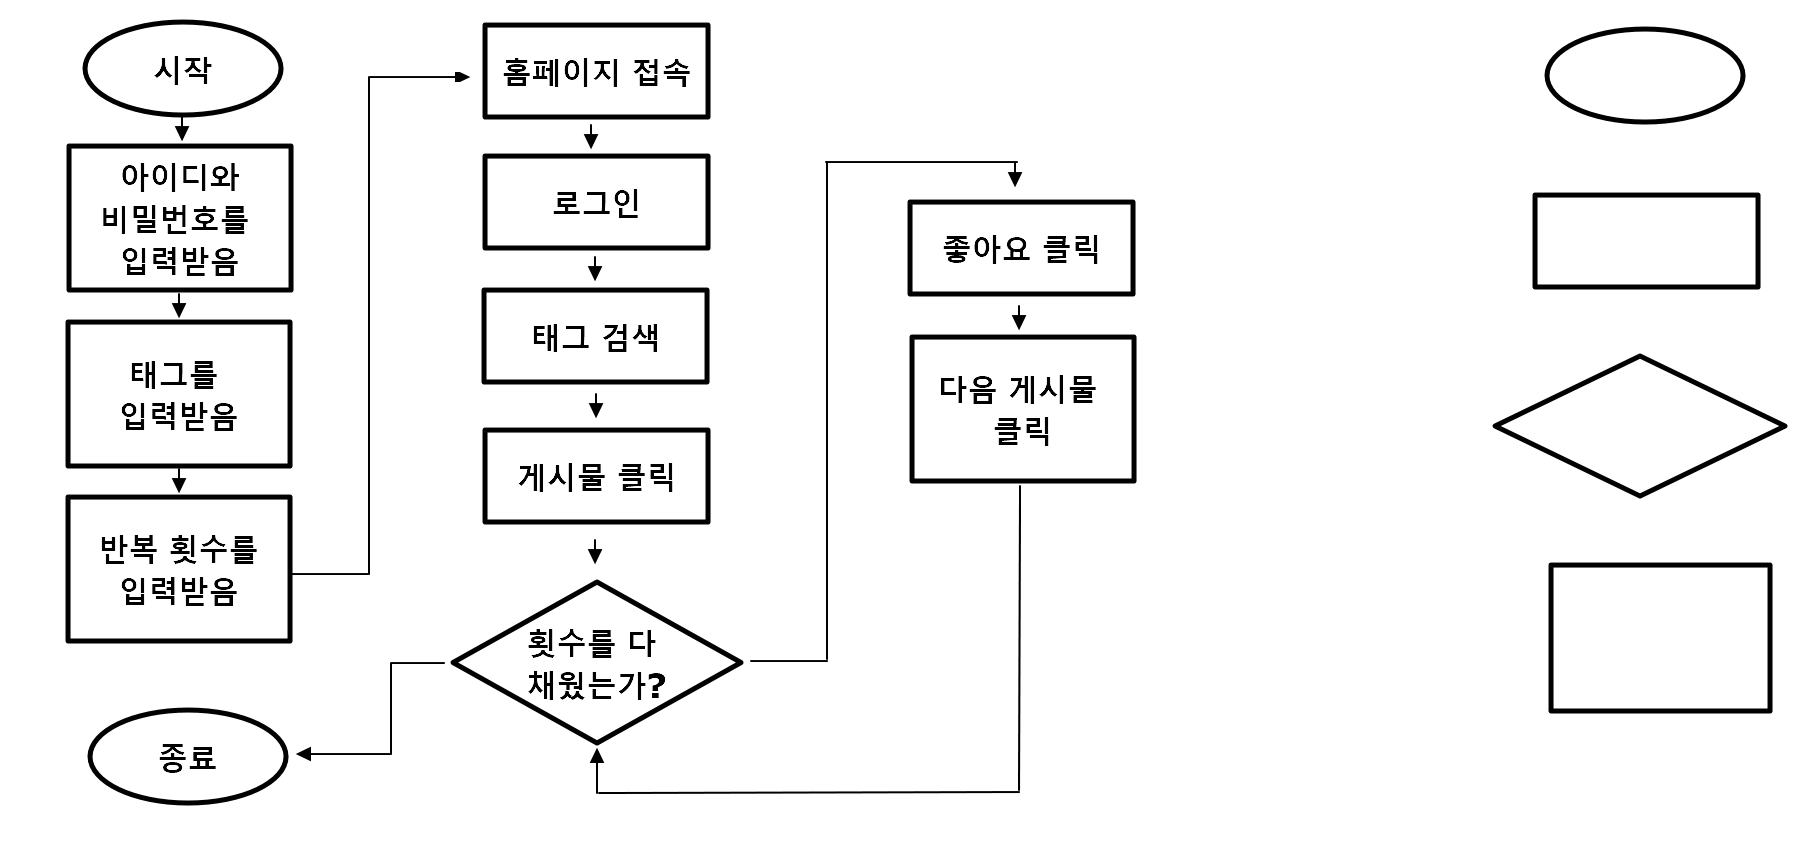 시작
아이디와
비밀번호를
입력받음
태그를
입력받음
반복 횟수를
입력받음
홈페이지 접속
로그인
태그 검색
게시물 클릭
횟수를 다
채웠는가?
좋아요 클릭
다음 게시물
클릭
종료